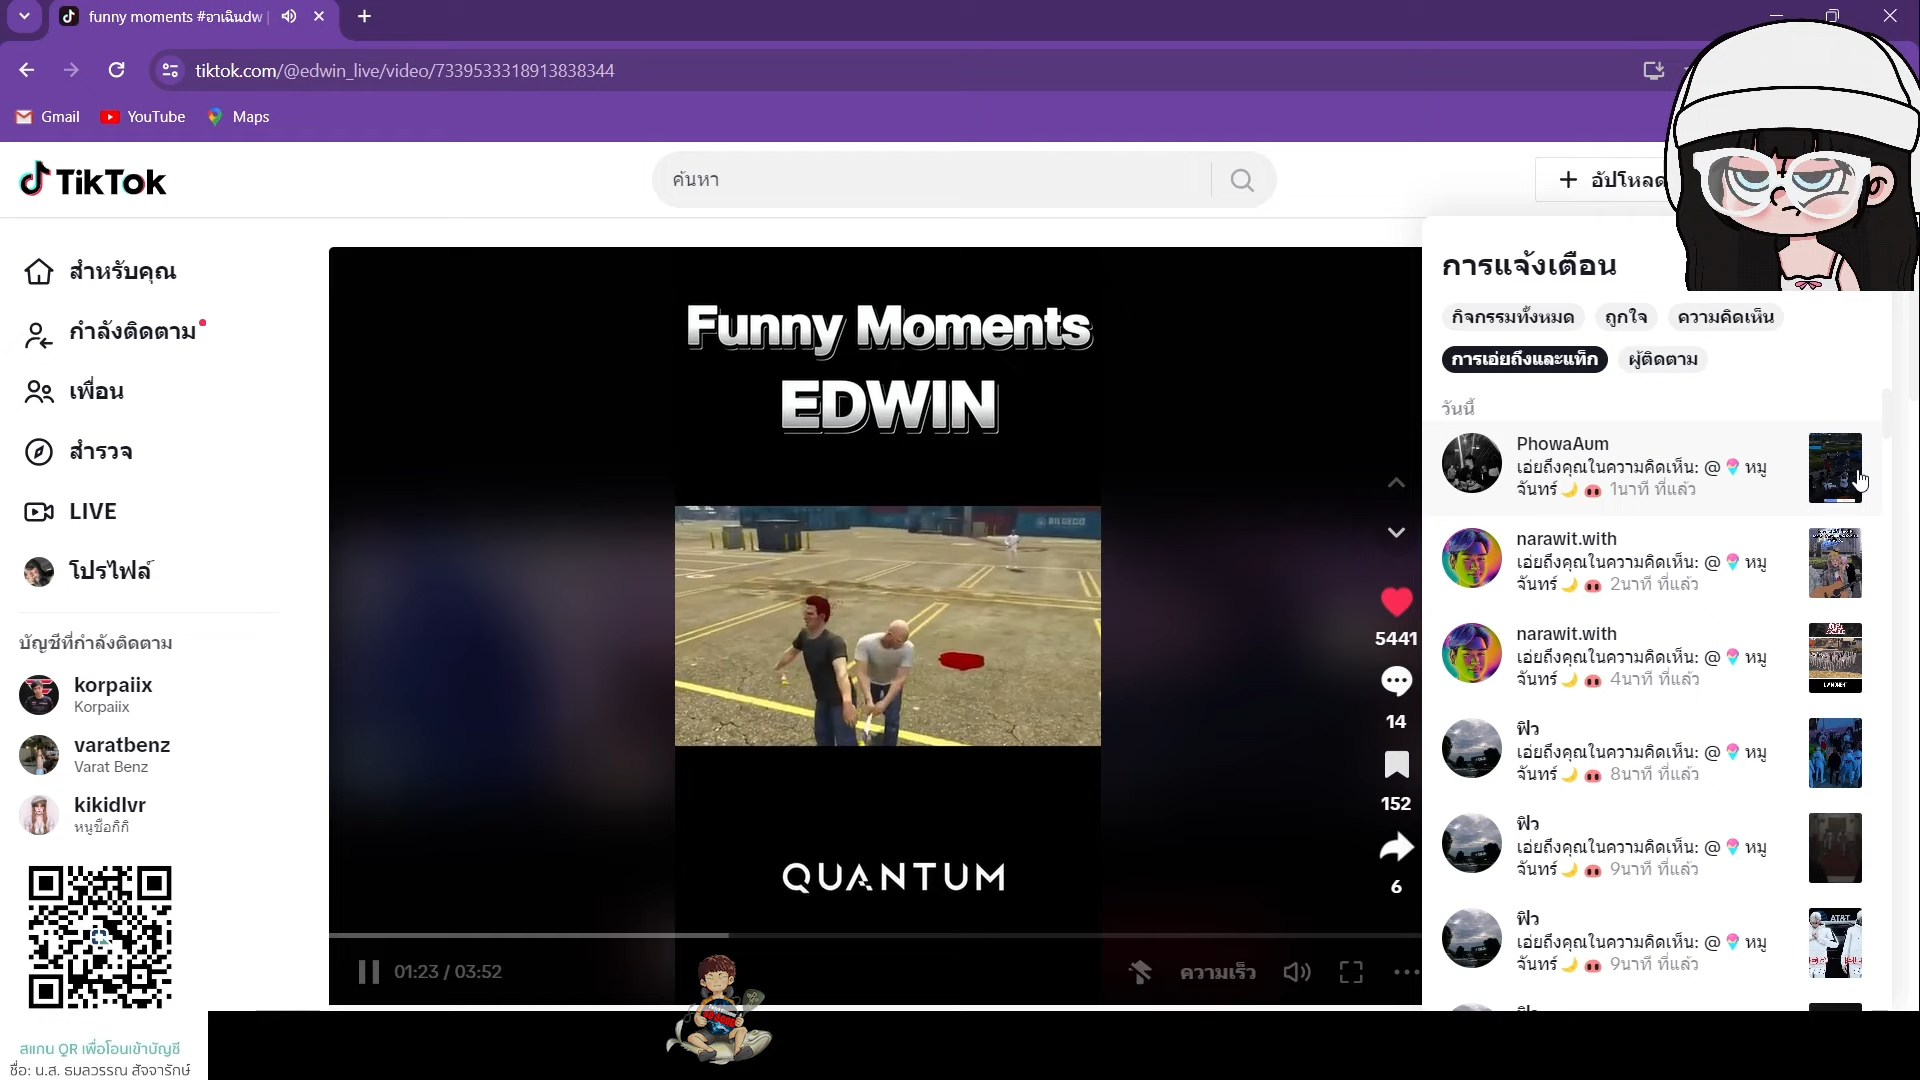 funny moments #อาเฉินdw
tiktok.com/@edwin_live/video/7339533318913838344
Gmail
YouTube
Maps
TikTok
ค้นหา
อัปโหลด
สำหรับคุณ
กำลังติดตาม
เพื่อน
สำรวจ
LIVE
โปรไฟล์
บัญชีที่กำลังติดตาม
korpaiix
Korpaiix
varatbenz
Varat Benz
kikidlvr
หนูชื่อกีกี
สแกน QR เพื่อโอนเข้าบัญชี
ชื่อ: น.ส. ธมลวรรณ สัจจารักษ์
Funny Moments
EDWIN
BILGECO
QUANTUM
01:23 / 03:52
ความเร็ว
5441
14
152
6
การแจ้งเตือน
กิจกรรมทั้งหมด ถูกใจ ความคิดเห็น
การเอ่ยถึงและแท็ก ผู้ติดตาม
วันนี้
PhowaAum
เอ่ยถึงคุณในความคิดเห็น: @🍧 หมู
จันทร์🌙 🐽 1นาที ที่แล้ว
narawit.with
เอ่ยถึงคุณในความคิดเห็น: @🍧 หมู
จันทร์🌙 🐽 2นาที ที่แล้ว
narawit.with
เอ่ยถึงคุณในความคิดเห็น: @🍧 หมู
จันทร์🌙 🐽 4นาที ที่แล้ว
ฟิว
เอ่ยถึงคุณในความคิดเห็น: @🍧 หมู
จันทร์🌙 🐽 8นาที ที่แล้ว
ฟิว
เอ่ยถึงคุณในความคิดเห็น: @🍧 หมู
จันทร์🌙 🐽 9นาที ที่แล้ว
ฟิว
เอ่ยถึงคุณในความคิดเห็น: @🍧 หมู
จันทร์🌙 🐽 9นาที ที่แล้ว
AT&T